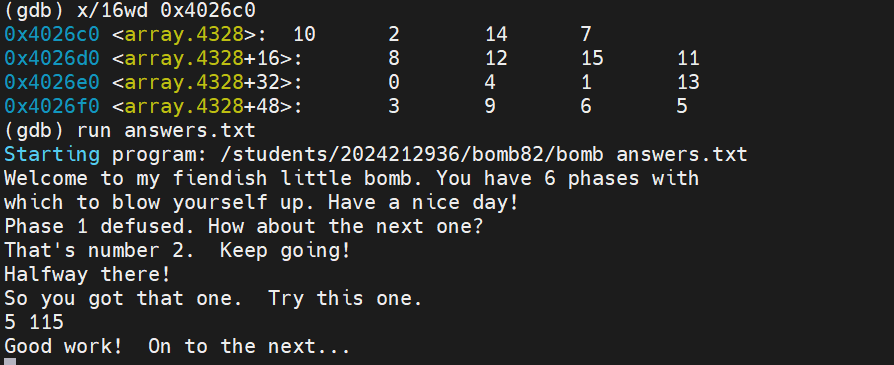 (gdb) x/16wd 0x4026c0
0x4026c0 <array.4328>:  10      2       14      7
0x4026d0 <array.4328+16>:       8       12      15      11
0x4026e0 <array.4328+32>:       0       4       1       13
0x4026f0 <array.4328+48>:       3       9       6       5
(gdb) run answers.txt
Starting program: /students/2024212936/bomb82/bomb answers.txt
Welcome to my fiendish little bomb. You have 6 phases with
which to blow yourself up. Have a nice day!
Phase 1 defused. How about the next one?
That's number 2.  Keep going!
Halfway there!
So you got that one.  Try this one.
5 115
Good work!  On to the next...